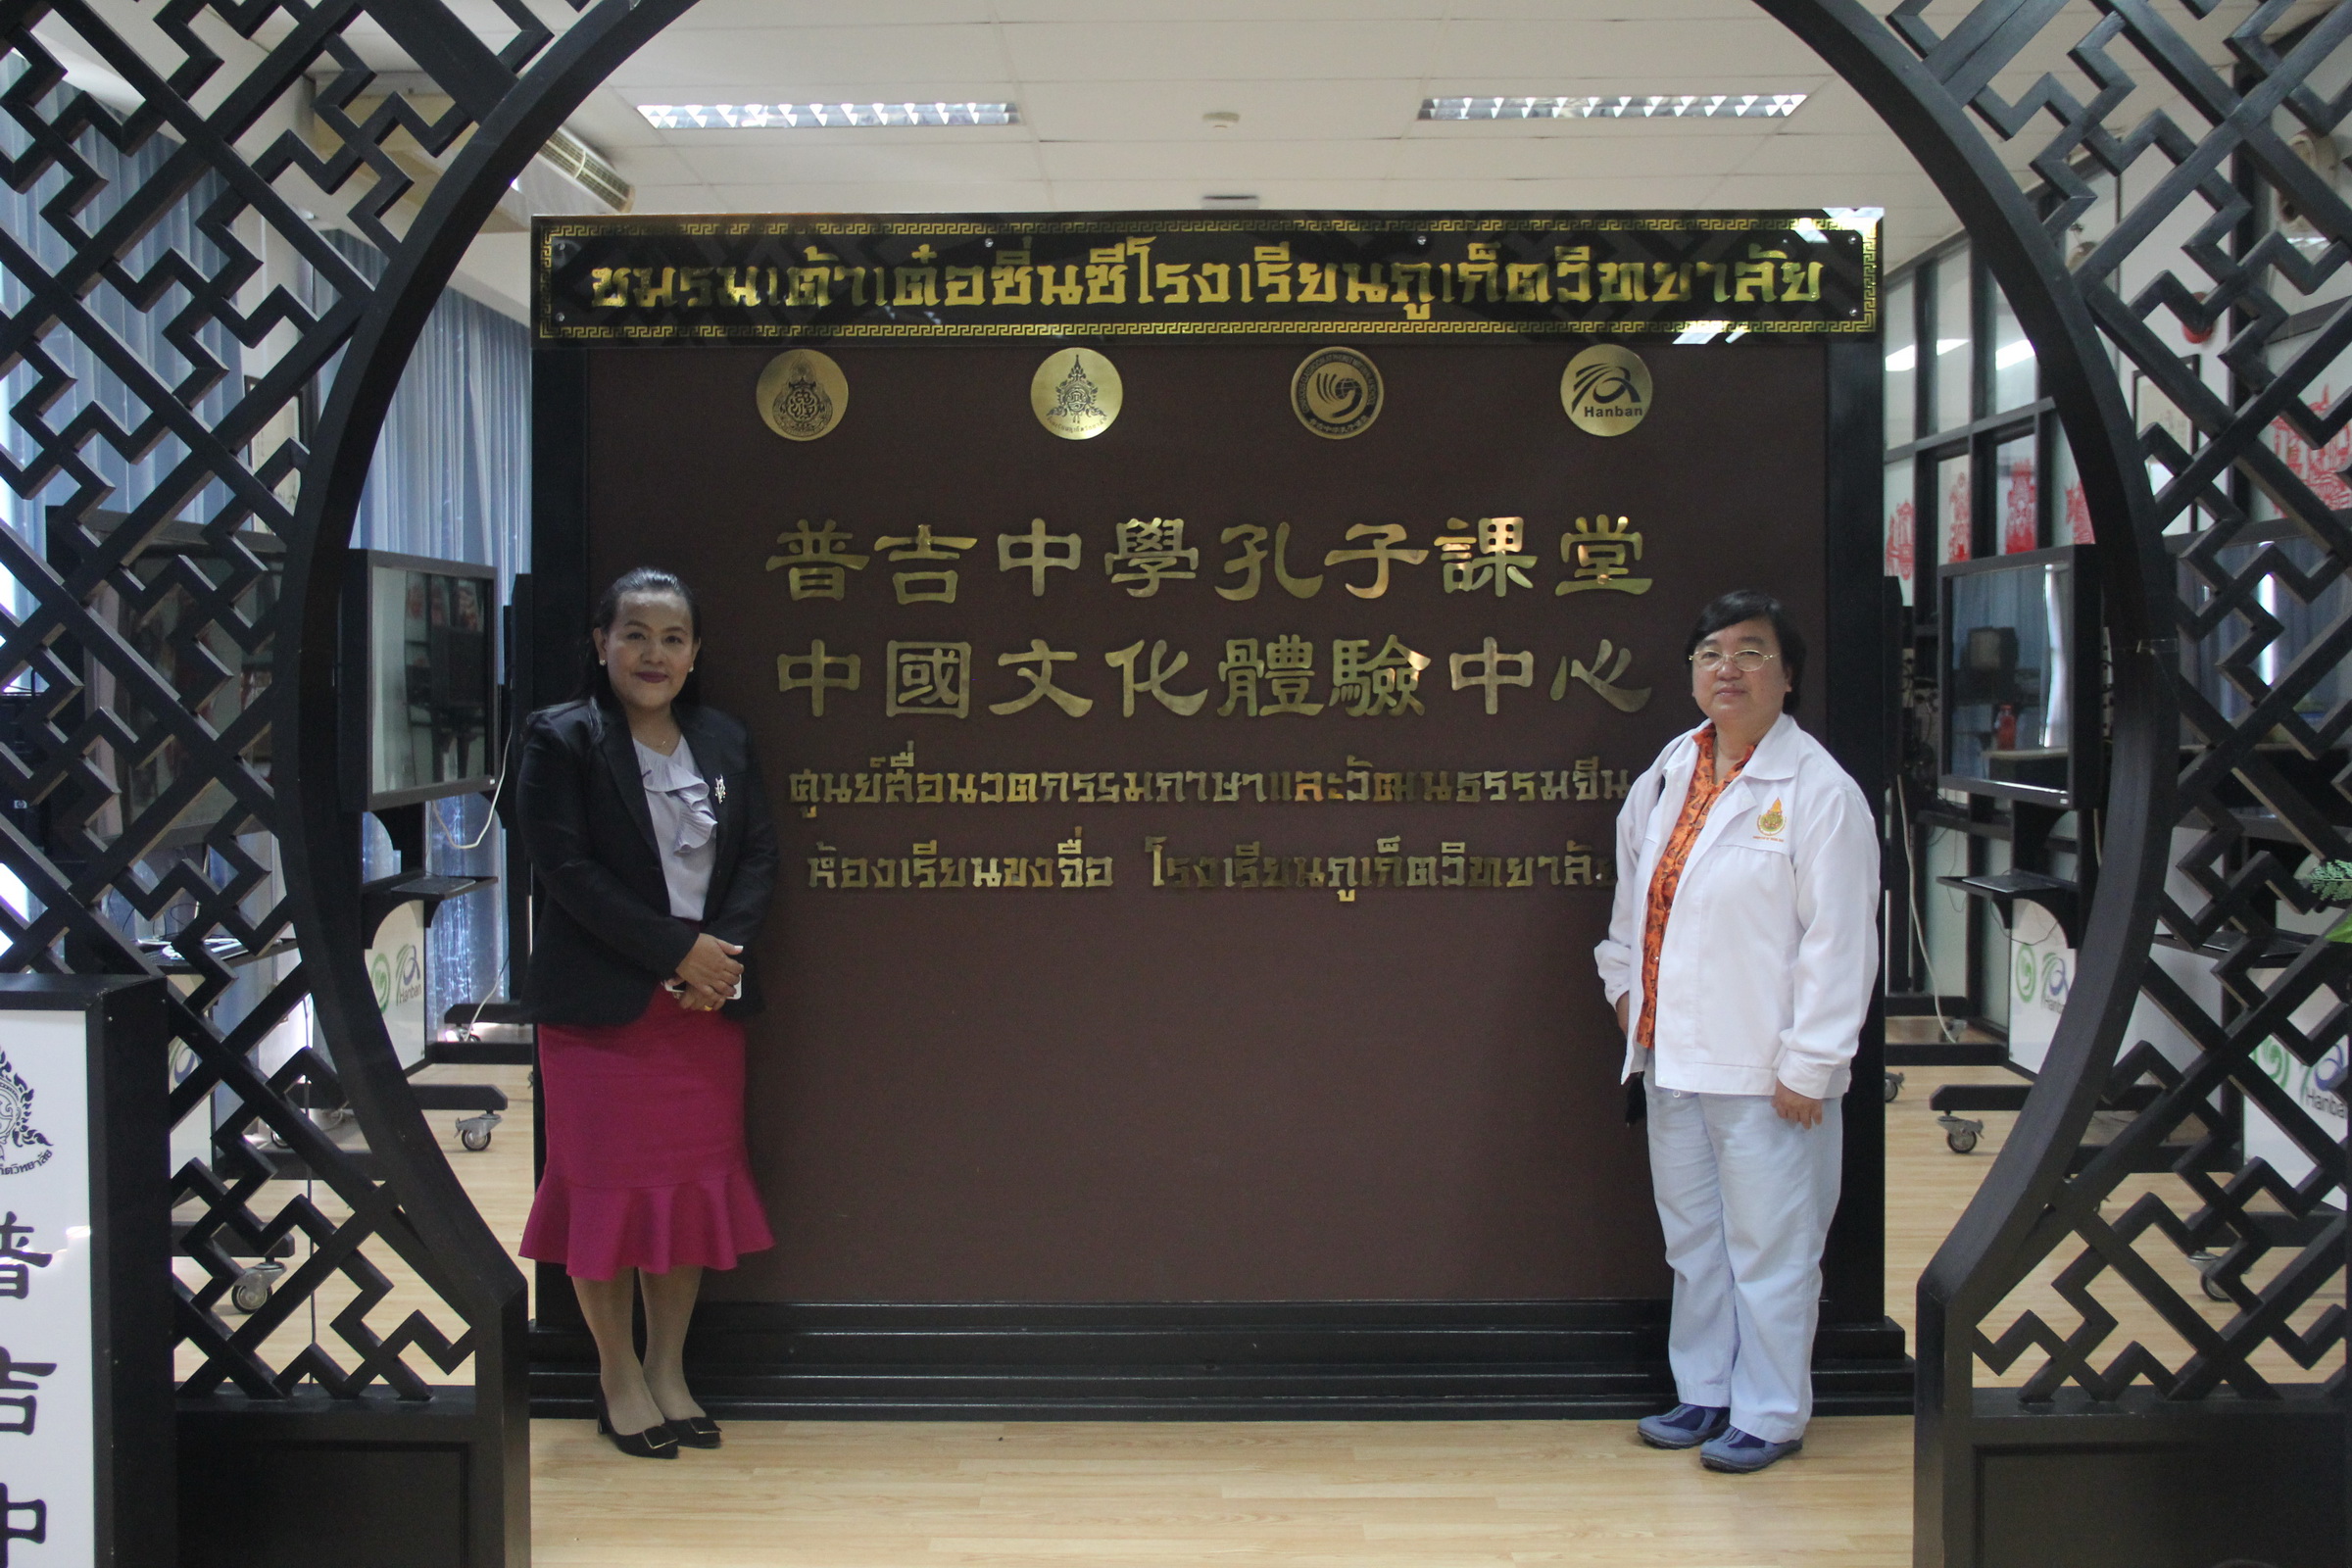 ชมรมเต้าเต๋อซิ่นซีโรงเรียนภูเก็ตวิทยาลัย
Hanban
普吉中學孔子課堂
中國文化體驗中心
ศูนย์สื่อนวตกรรมภาษาและวัฒนธรรมจีน
ห้องเรียนขงจื่อ โรงเรียนภูเก็ตวิทยาลัย
Hanban
Hanban
普
吉
中